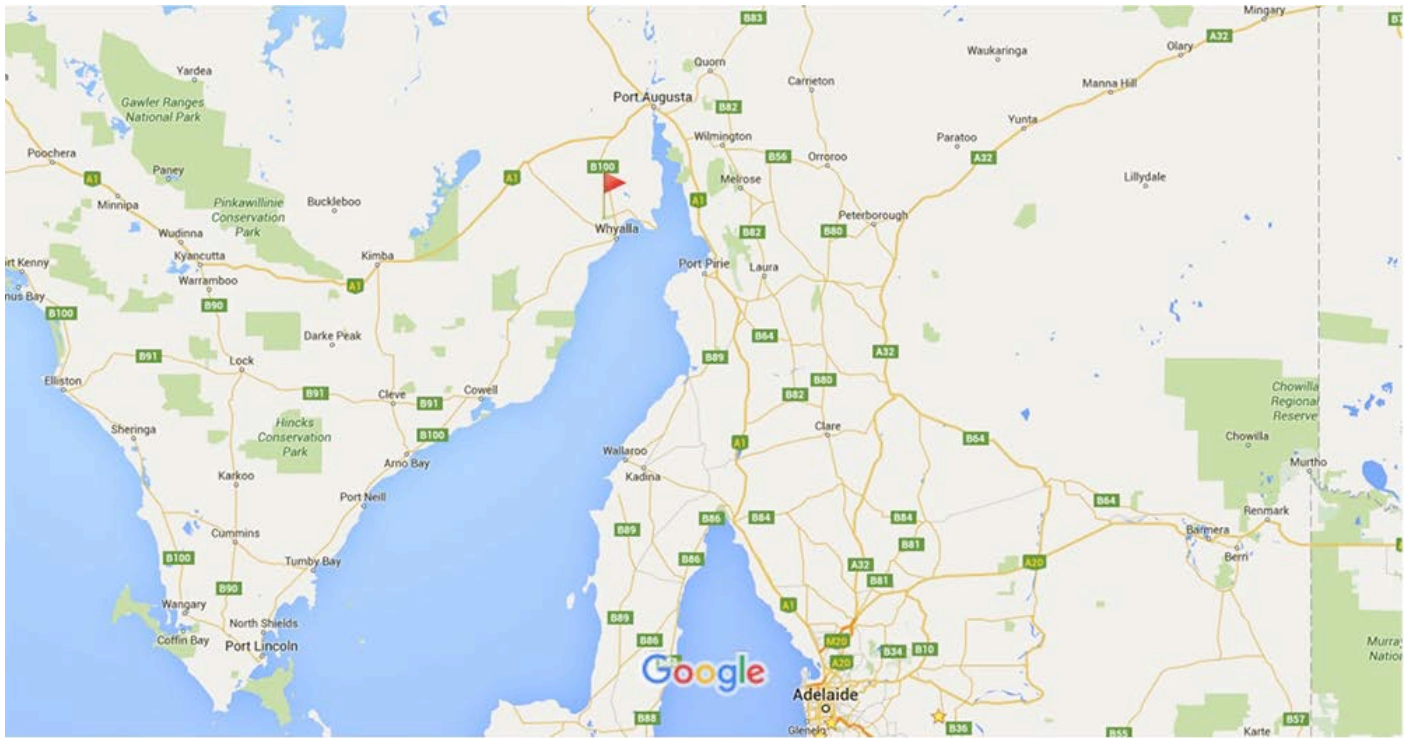 Mingary
B83
A32
Olary
Waukaringa
Quorn
Yardea
Carrieton
Manna Hill
Port Augusta
Gawler Ranges
National Park
B82
Yunta
Wilmington
Paratoo
Poochera
B56
Orroroo
A32
B100
Paney
A1
A1
Melrose
Lillydale
Minnipa
Pinkawillinie
Conservation
Park
Buckleboo
A1
Peterborough
Wudinna
Whyalla
B82
B80
Kyancutta
Kimba
Port Pirie
Laura
ort Kenny
Warramboo
A1
nus Bay
B90
B100
Darke Peak
B64
B91
Lock
B89
A32
Elliston
B91
Cleve
B91
Cowell
B80
B82
Chowilla
Regional
Reserve
Sheringa
Hincks
Conservation
Park
B100
Clare
A1
B64
Chowilla
Arno Bay
Wallaroo
Kadina
Murtho
Karkoo
Port Neill
B64
B86
B84
B84
Renmark
B89
Barmera
Cummins
B81
Berri
B100
Tumby Bay
B86
A32
A20
B90
B81
Wangary
A1
B89
North Shields
Coffin Bay
Port Lincoln
B86
M20
B34
B10
Murray
Natio
Google
A20
Adelaide
B88
Glenelg
B36
B55
Karte
B57